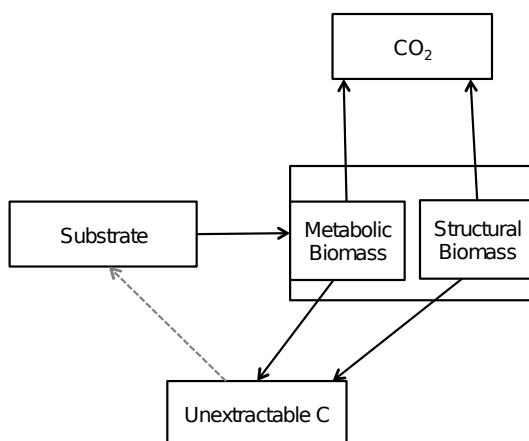 CO₂
Metabolic
Biomass
Structural
Biomass
Substrate
Unextractable C